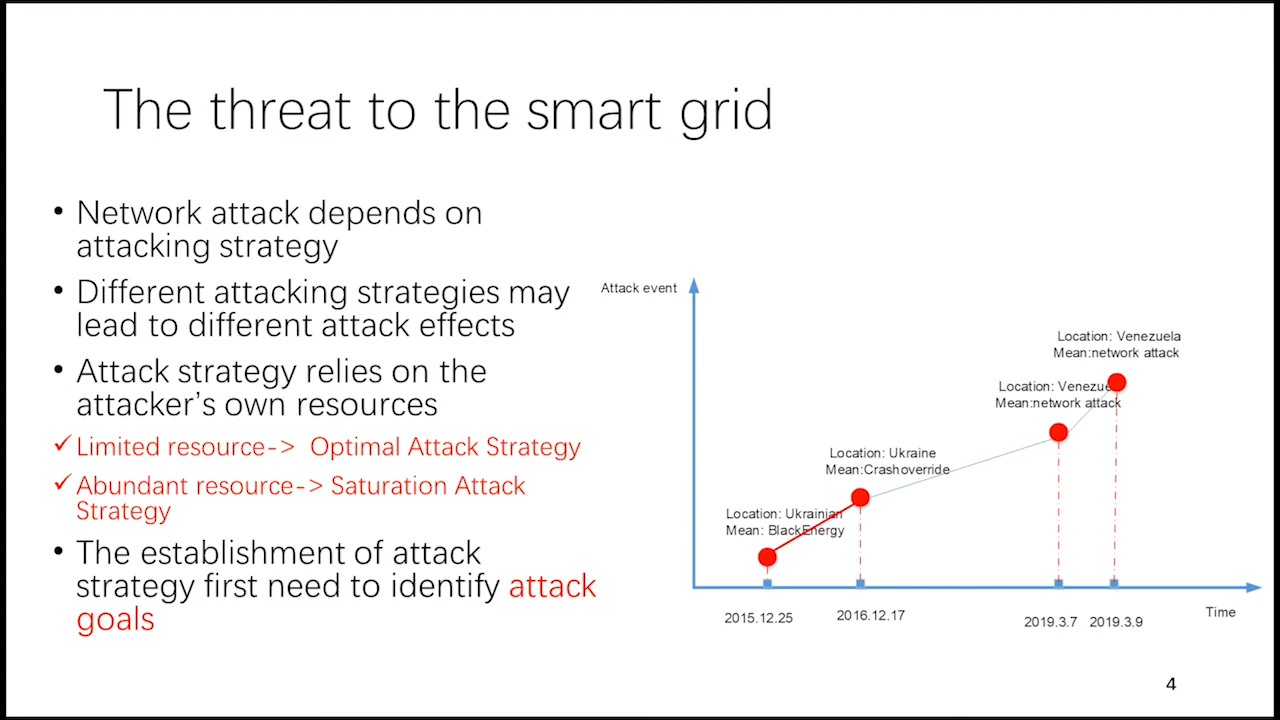 The threat to the smart grid
• Network attack depends on
attacking strategy
• Different attacking strategies may
lead to different attack effects
• Attack strategy relies on the
attacker’s own resources
✓ Limited resource-> Optimal Attack Strategy
✓ Abundant resource-> Saturation Attack
Strategy
• The establishment of attack
strategy first need to identify attack
goals
Attack event
Location: Venezuela
Mean:network attack
Location: Venezue
Mean:network attack
Location: Ukraine
Mean:Crashoverride
Location: Ukrainian
Mean: BlackEnergy
2015.12.25
2016.12.17
2019.3.7
2019.3.9
Time
4